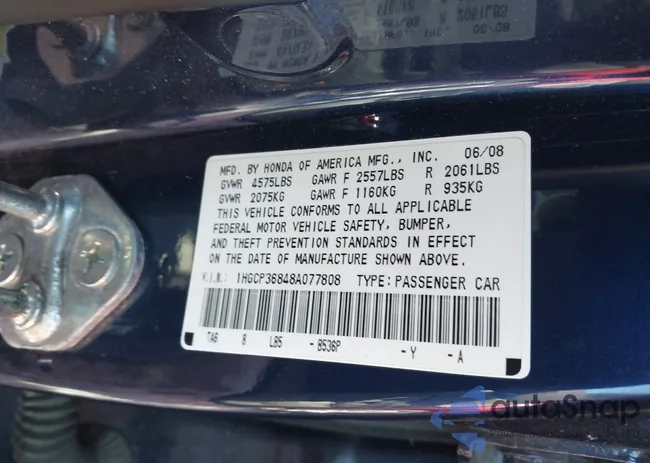 MFD. BY HONDA OF AMERICA MFG., INC. 06/08
GVWR 4575LBS GAWR F 2557LBS R 2061LBS
GVWR 2075KG GAWR F 1160KG R 935KG
THIS VEHICLE CONFORMS TO ALL APPLICABLE
FEDERAL MOTOR VEHICLE SAFETY, BUMPER,
AND THEFT PREVENTION STANDARDS IN EFFECT
ON THE DATE OF MANUFACTURE SHOWN ABOVE.
V.I.N.: 1HGCP36848A077808 TYPE: PASSENGER CAR
TA6 8 LB5 - B536P - Y - A
autoSnap